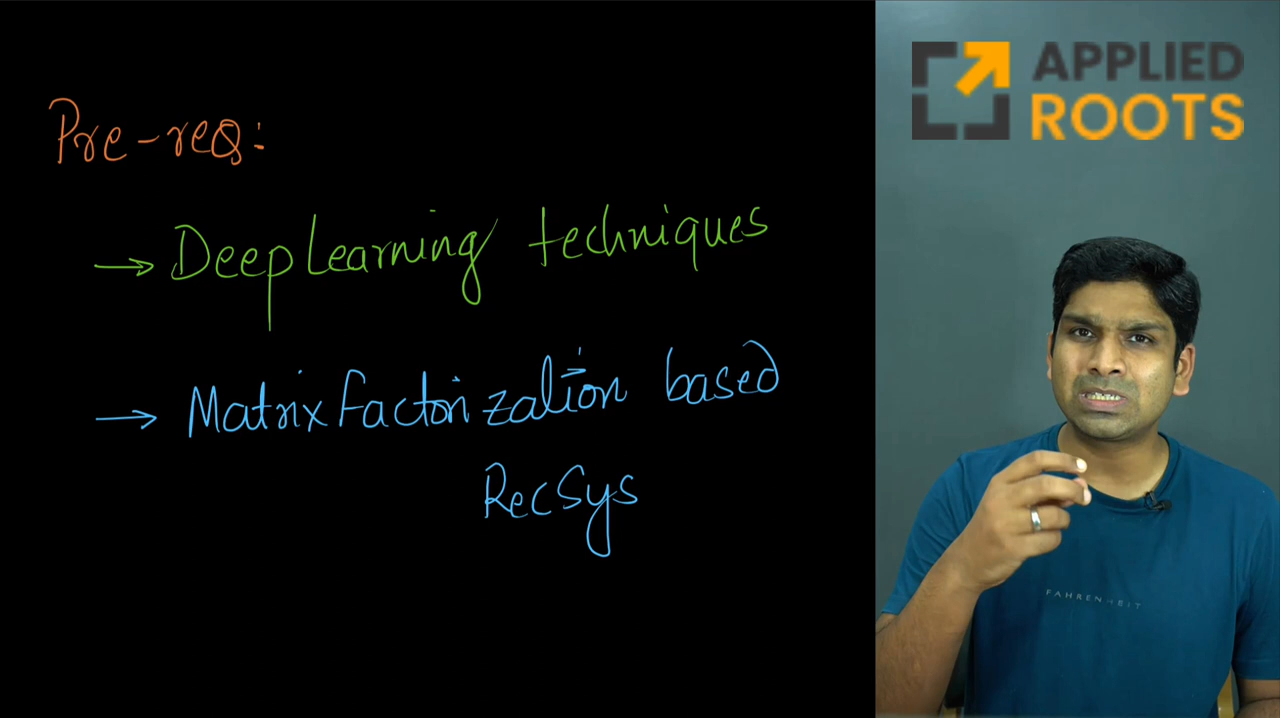 Pre-req:
→ Deep Learning techniques
→ Matrix Factorization based
RecSys
APPLIED
ROOTS
FAHRENHEIT